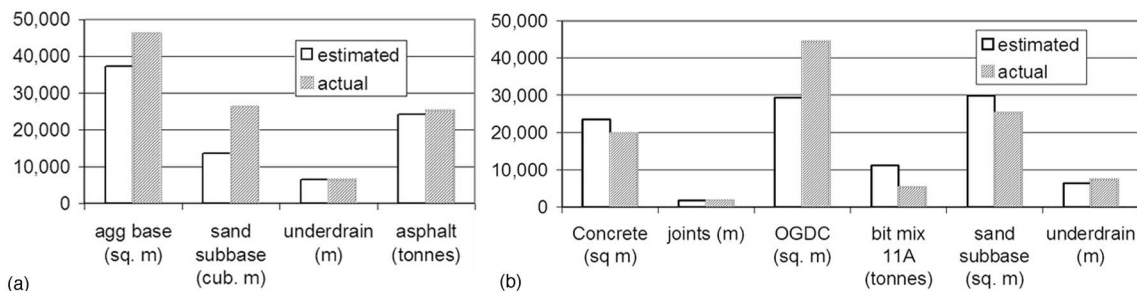 50,000
40,000
30,000
20,000
10,000
0
estimated
actual
agg base
(sq. m)
sand
subbase
(cub. m)
underdrain
(m)
asphalt
(tonnes)
(a)
50,000
40,000
30,000
20,000
10,000
0
estimated
actual
Concrete
(sq m)
joints (m)
OGDC
(sq. m)
bit mix
11A
(tonnes)
sand
subbase
(sq. m)
underdrain
(m)
(b)